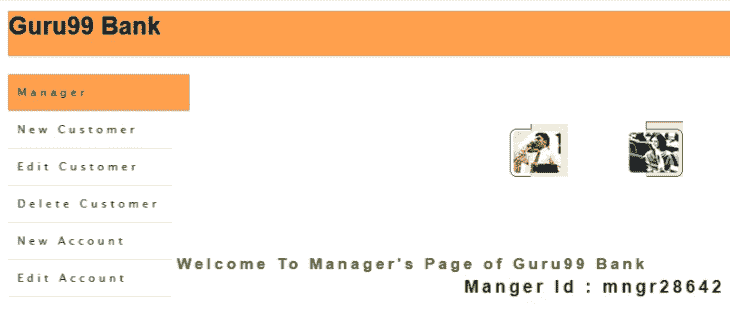 Guru99 Bank
Manager
New Customer
Edit Customer
Delete Customer
New Account
Edit Account
Welcome To Manager's Page of Guru99 Bank
Manger Id : mngr28642